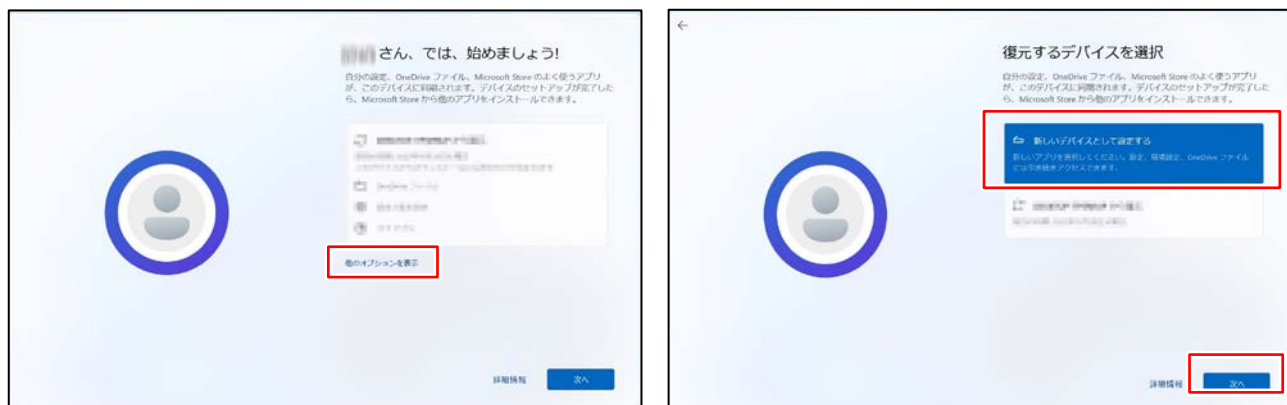 さん、では、始めましょう!
自分の設定、OneDrive ファイル、Microsoft Store のよく使うアプリ
が、このデバイスに同期されます。デバイスのセットアップが完了した
ら、Microsoft Store から他のアプリをインストールできます。
他のオプションを表示
詳細情報
次へ
復元するデバイスを選択
自分の設定、OneDrive ファイル、Microsoft Store のよく使うアプリ
が、このデバイスに同期されます。デバイスのセットアップが完了した
ら、Microsoft Store から他のアプリをインストールできます。
新しいデバイスとして設定する
新しいアプリを選択してください。設定、環境設定、OneDrive ファイル
には引き続きアクセスできます。
詳細情報
次へ